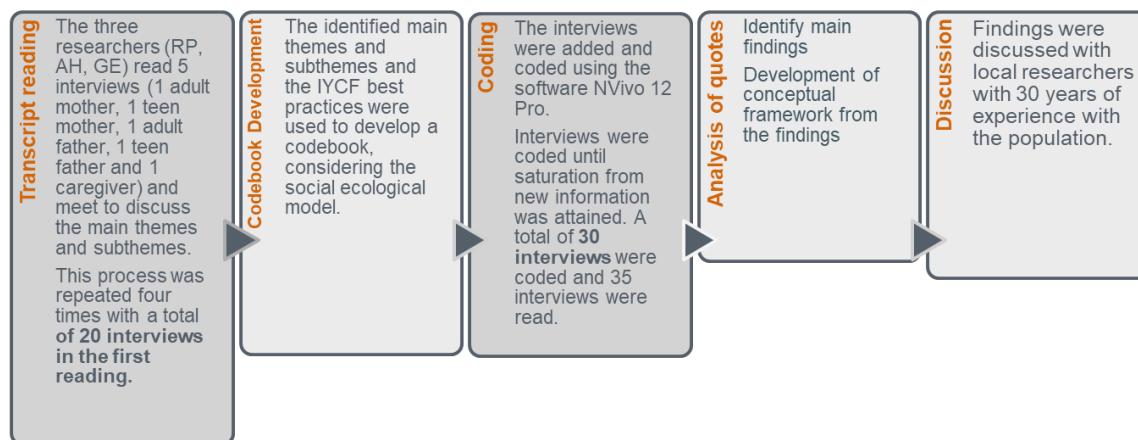 Transcript reading
The three
researchers (RP,
AH, GE) read 5
interviews (1 adult
mother, 1 teen
mother, 1 adult
father, 1 teen
father and 1
caregiver) and
meet to discuss
the main themes
and subthemes.
This process was
repeated four
times with a total
of 20 interviews
in the first
reading.
Codebook Development
The identified main
themes and
subthemes and
the IYCF best
practices were
used to develop a
codebook,
considering the
social ecological
model.
Coding
The interviews
were added and
coded using the
software NVivo 12
Pro.
Interviews were
coded until
saturation from
new information
was attained. A
total of 30
interviews were
coded and 35
interviews were
read.
Analysis of quotes
Identify main
findings
Development of
conceptual
framework from
the findings
Discussion
Findings were
discussed with
local researchers
with 30 years of
experience with
the population.